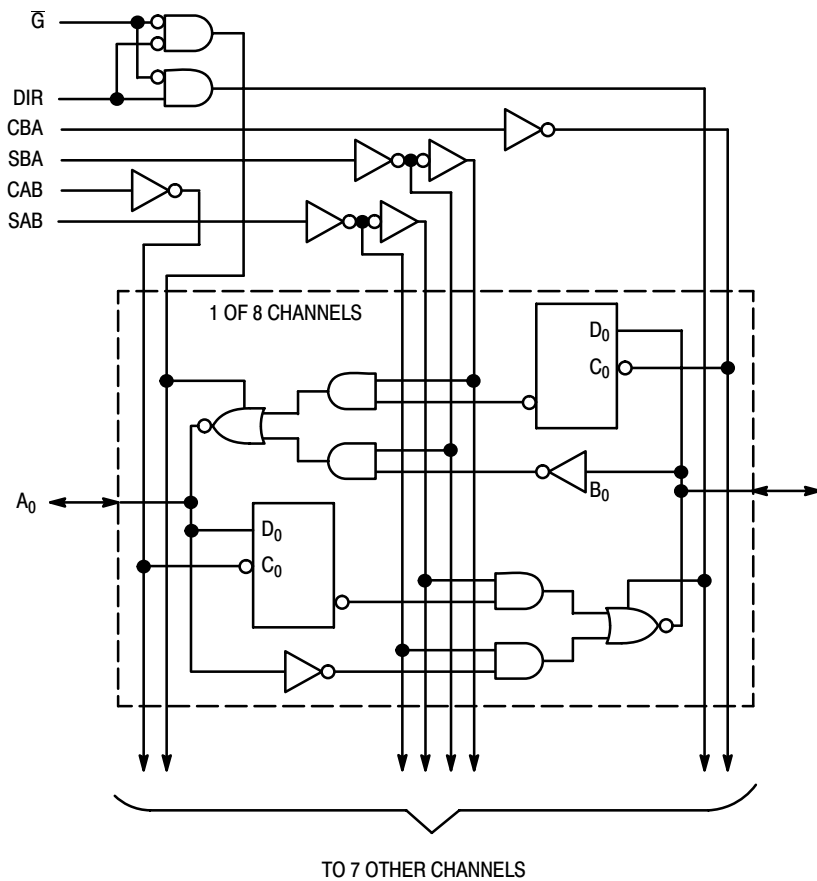 G̅
DIR
CBA
SBA
CAB
SAB
1 OF 8 CHANNELS
D₀
C₀
B₀
A₀
D₀
C₀
TO 7 OTHER CHANNELS